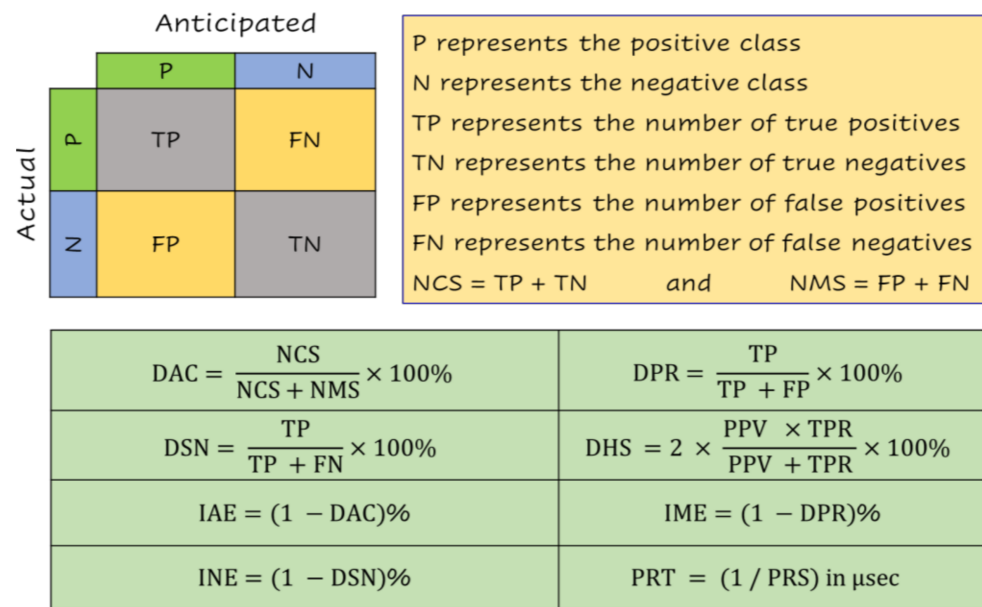 Anticipated
P N
Actual
P TP FN
N FP TN
P represents the positive class
N represents the negative class
TP represents the number of true positives
TN represents the number of true negatives
FP represents the number of false positives
FN represents the number of false negatives
NCS = TP + TN and NMS = FP + FN
DAC = NCS / NCS + NMS × 100%
DPR = TP / TP + FP × 100%
DSN = TP / TP + FN × 100%
DHS = 2 × PPV × TPR / PPV + TPR × 100%
IAE = (1 − DAC)%
IME = (1 − DPR)%
INE = (1 − DSN)%
PRT = (1 / PRS) in μsec